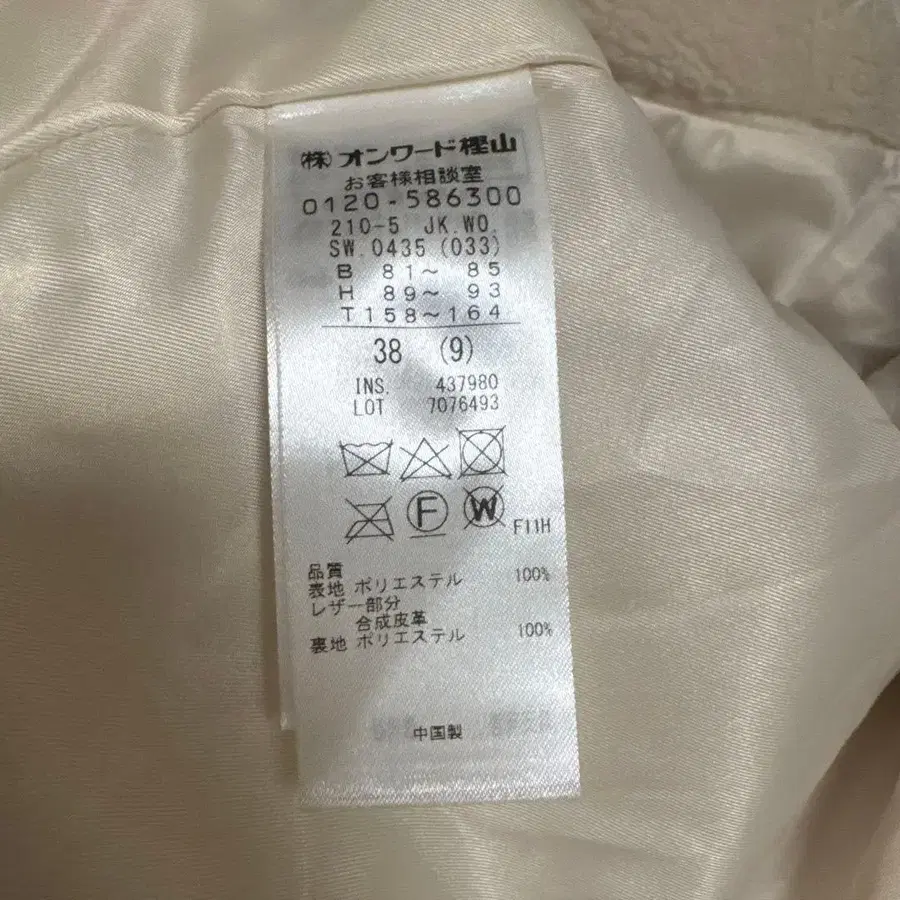 ㈱オンワード樫山
お客様相談室
0120-586300
210-5 JK.WO.
SW.0435 (033)
B 81～ 85
H 89～ 93
T158～164
38 (9)
INS. 437980
LOT 7076493
F
W
F11H
品質
表地 ポリエステル 100%
レザー部分
合成皮革
裏地 ポリエステル 100%
中国製